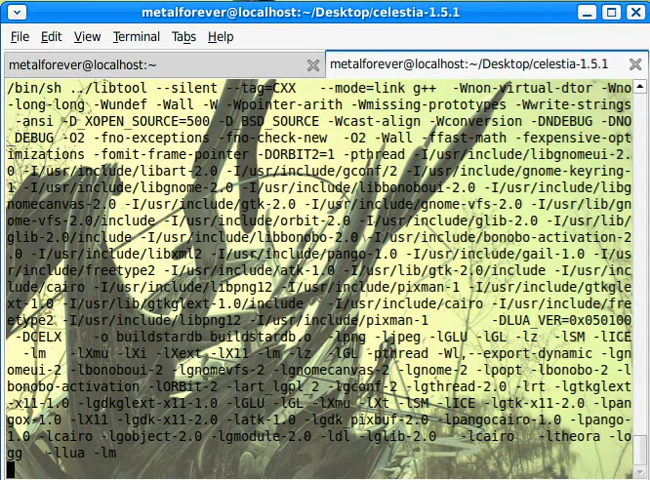 metalforever@localhost:~/Desktop/celestia-1.5.1
File Edit View Terminal Tabs Help
metalforever@localhost:~ metalforever@localhost:~/Desktop/celestia-1.5.1
/bin/sh ../libtool --silent --tag=CXX   --mode=link g++  -Wnon-virtual-dtor -Wno
-long-long -Wundef -Wall -W -Wpointer-arith -Wmissing-prototypes -Wwrite-strings
 -ansi -D_XOPEN_SOURCE=500 -D_BSD_SOURCE -Wcast-align -Wconversion -DNDEBUG -DNO
_DEBUG -O2 -fno-exceptions -fno-check-new  -O2 -Wall -ffast-math -fexpensive-opt
imizations -fomit-frame-pointer -DORBIT2=1 -pthread -I/usr/include/libgnomeui-2.
0 -I/usr/include/libart-2.0 -I/usr/include/gconf/2 -I/usr/include/gnome-keyring-
1 -I/usr/include/libgnome-2.0 -I/usr/include/libbonoboui-2.0 -I/usr/include/libg
nomecanvas-2.0 -I/usr/include/gtk-2.0 -I/usr/include/gnome-vfs-2.0 -I/usr/lib/gn
ome-vfs-2.0/include -I/usr/include/orbit-2.0 -I/usr/include/glib-2.0 -I/usr/lib/
glib-2.0/include -I/usr/include/libbonobo-2.0 -I/usr/include/bonobo-activation-2
.0 -I/usr/include/libxml2 -I/usr/include/pango-1.0 -I/usr/include/gail-1.0 -I/us
r/include/freetype2 -I/usr/include/atk-1.0 -I/usr/lib/gtk-2.0/include -I/usr/inc
lude/cairo -I/usr/include/libpng12 -I/usr/include/pixman-1 -I/usr/include/gtkgle
xt-1.0 -I/usr/lib/gtkglext-1.0/include -I/usr/include/cairo -I/usr/include/free
etype2 -I/usr/include/libpng12 -I/usr/include/pixman-1        -DLUA_VER=0x050100
 -DCELX    -o buildstardb buildstardb.o  -lpng -ljpeg -lGLU -lGL -lz  -lSM -lICE
  -lm   -lXmu -lXi -lXext -lX11 -lm -lz  -lGL -pthread -Wl,--export-dynamic -lgn
omeui-2 -lbonoboui-2 -lgnomevfs-2 -lgnomecanvas-2 -lgnome-2 -lpopt -lbonobo-2 -l
bonobo-activation -lORBit-2 -lart_lgpl_2 -lgconf-2 -lgthread-2.0 -lrt -lgtkglext
-x11-1.0 -lgdkglext-x11-1.0 -lGLU -lGL -lXmu -lXt -lSM -lICE -lgtk-x11-2.0 -lpan
gox-1.0 -lX11 -lgdk-x11-2.0 -latk-1.0 -lgdk_pixbuf-2.0 -lpangocairo-1.0 -lpango-
1.0 -lcairo -lgobject-2.0 -lgmodule-2.0 -ldl -lglib-2.0   -lcairo   -ltheora -lo
gg   -llua -lm